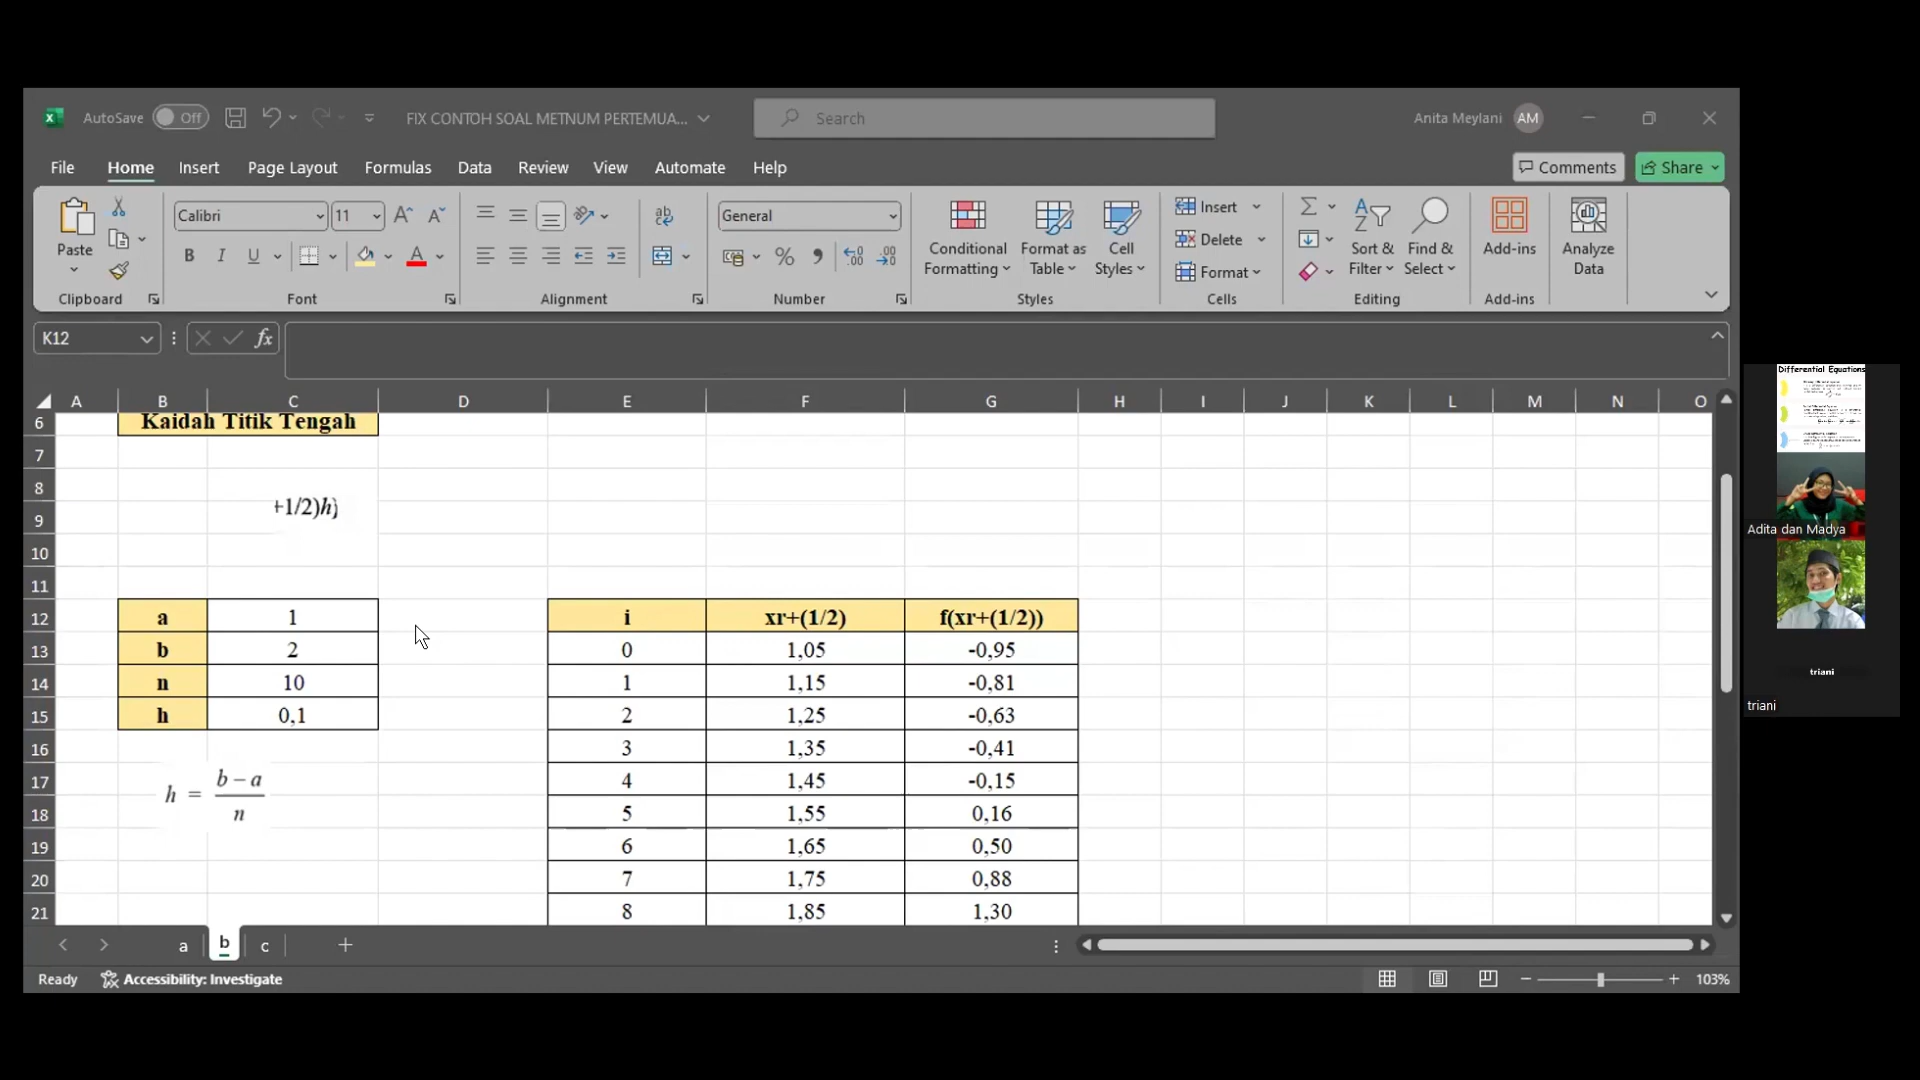 AutoSave Off FIX CONTOH SOAL METNUM PERTEMUA... Search Anita Meylani AM
File Home Insert Page Layout Formulas Data Review View Automate Help Comments Share
Paste Calibri 11 General Conditional Formatting Format as Table Cell Styles Insert Delete Format Sort & Filter Find & Select Add-ins Analyze Data
Clipboard Font Alignment Number Styles Cells Editing Add-ins
K12 fx
A B C D E F G H I J K L M N O
6 Kaidah Titik Tengah
7
8
+1/2)h)
9
10
11
12 a 1 i xr+(1/2) f(xr+(1/2))
13 b 2 0 1,05 -0,95
14 n 10 1 1,15 -0,81
15 h 0,1 2 1,25 -0,63
16 3 1,35 -0,41
17 4 1,45 -0,15
18 5 1,55 0,16
19 6 1,65 0,50
20 7 1,75 0,88
21 8 1,85 1,30
h = b – a
n
a b c
Ready Accessibility: Investigate 103%
Differential Equations
Adita dan Madya
triani
triani